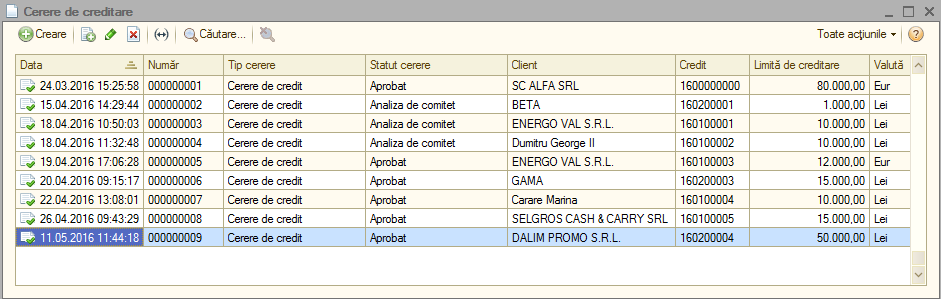 Cerere de creditare
Creare Căutare... Toate acțiunile
Data Număr Tip cerere Statut cerere Client Credit Limită de creditare Valută
24.03.2016 15:25:58 000000001 Cerere de credit Aprobat SC ALFA SRL 1600000000 80.000,00 Eur
15.04.2016 14:29:44 000000002 Cerere de credit Analiza de comitet BETA 160200001 1.000,00 Lei
18.04.2016 10:50:03 000000003 Cerere de credit Analiza de comitet ENERGO VAL S.R.L. 160100001 10.000,00 Lei
18.04.2016 11:32:48 000000004 Cerere de credit Analiza de comitet Dumitru George II 160100002 10.000,00 Lei
19.04.2016 17:06:28 000000005 Cerere de credit Aprobat ENERGO VAL S.R.L. 160100003 12.000,00 Eur
20.04.2016 09:15:17 000000006 Cerere de credit Aprobat GAMA 160200003 15.000,00 Lei
22.04.2016 13:08:01 000000007 Cerere de credit Aprobat Carare Marina 160100004 10.000,00 Lei
26.04.2016 09:43:29 000000008 Cerere de credit Aprobat SELGROS CASH & CARRY SRL 160100005 15.000,00 Lei
11.05.2016 11:44:18 000000009 Cerere de credit Aprobat DALIM PROMO S.R.L. 160200004 50.000,00 Lei